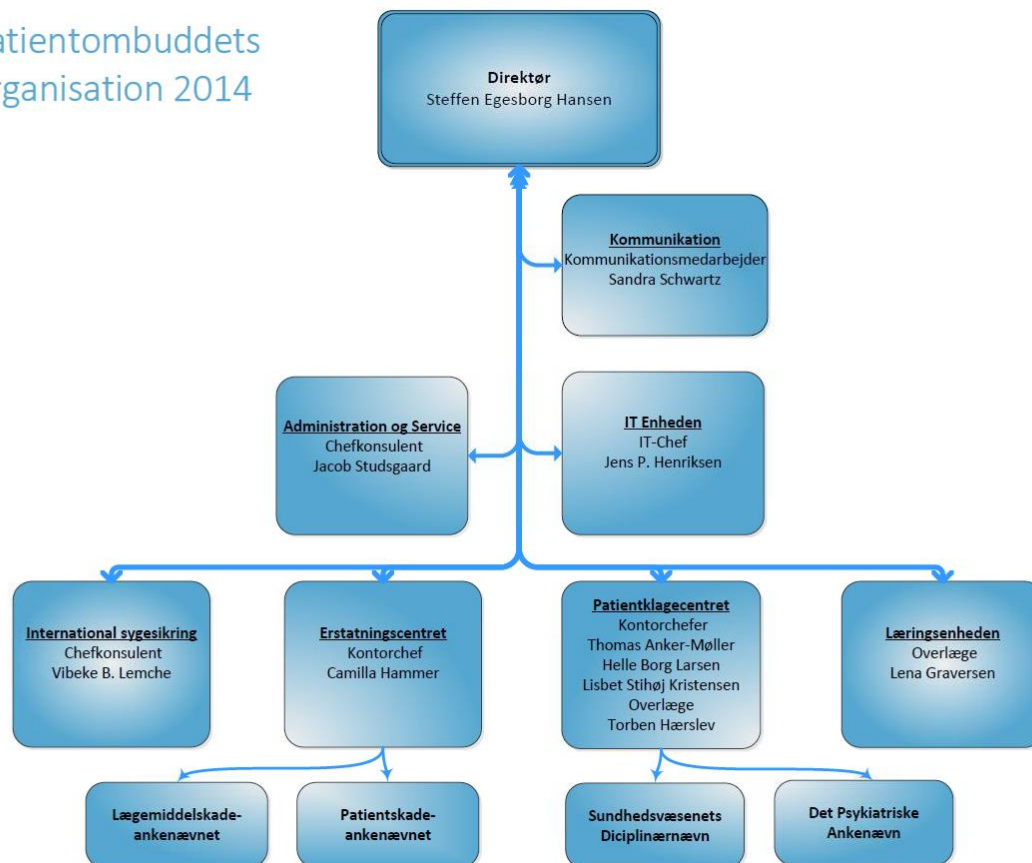 atientombuddets
rganisation 2014
Direktør
Steffen Egesborg Hansen
Kommunikation
Kommunikationsmedarbejder
Sandra Schwartz
Administration og Service
Chefkonsulent
Jacob Studsgaard
IT Enheden
IT-Chef
Jens P. Henriksen
International sygesikring
Chefkonsulent
Vibeke B. Lemche
Erstatningscentret
Kontorchef
Camilla Hammer
Patientklagecentret
Kontorchefer
Thomas Anker-Møller
Helle Borg Larsen
Lisbet Stihøj Kristensen
Overlæge
Torben Hærslev
Læringsenheden
Overlæge
Lena Graversen
Lægemiddelskade-
ankenævnet
Patientskade-
ankenævnet
Sundhedsvæsenets
Diciplinærnævn
Det Psykiatriske
Ankenævn